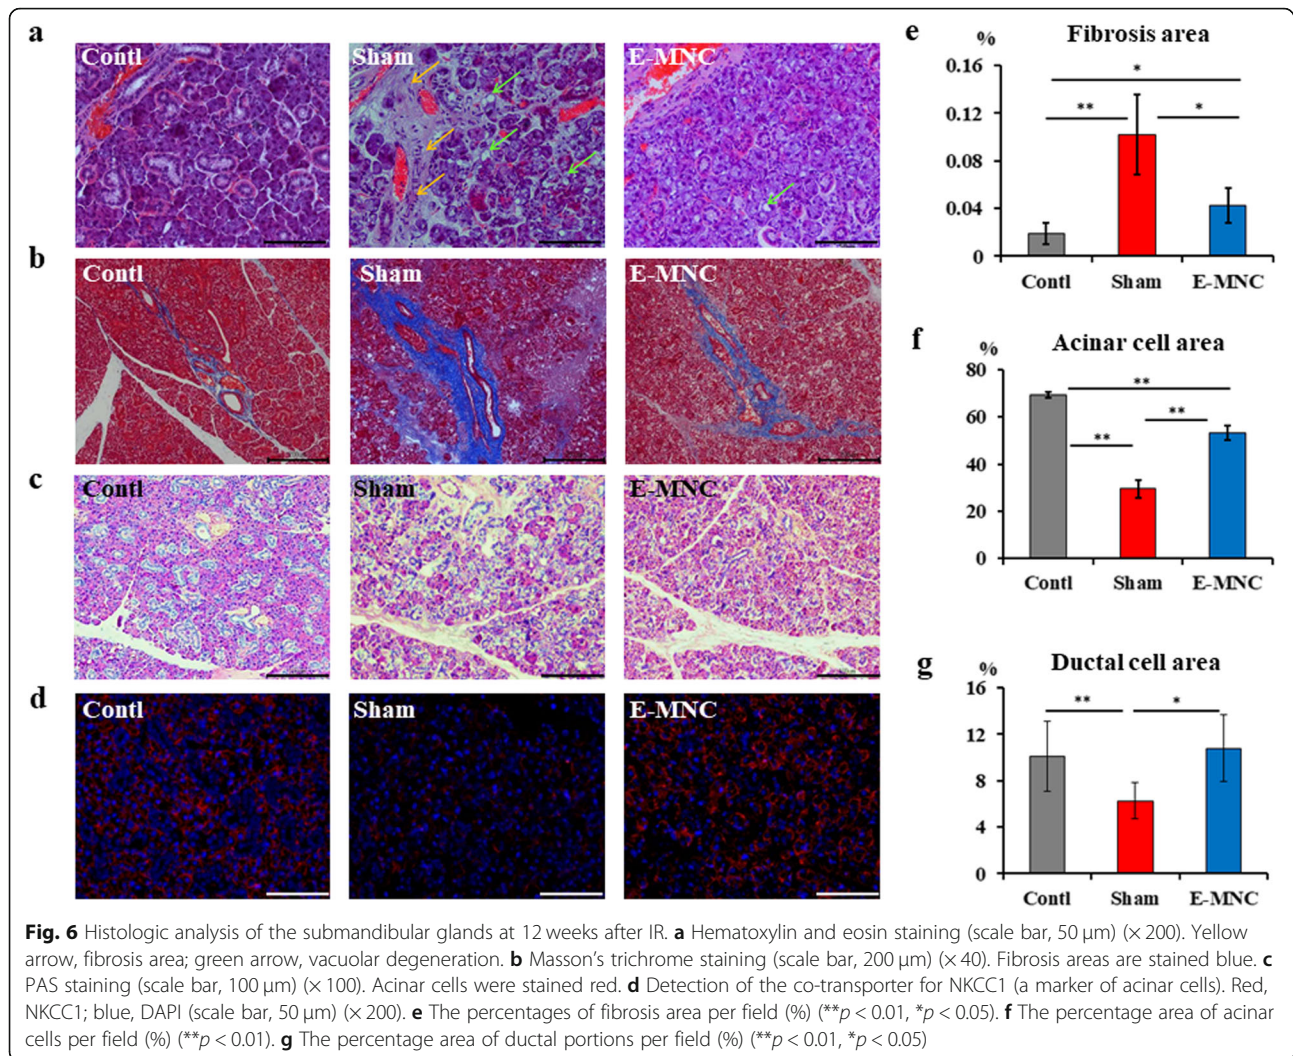 a
Contl
Sham
E-MNC
b
Contl
Sham
E-MNC
c
Contl
Sham
E-MNC
d
Contl
Sham
E-MNC
e
Fibrosis area
%
0.16
0.12
0.08
0.04
0
*
**
*
Contl
Sham
E-MNC
f
Acinar cell area
%
80
60
40
20
0
**
**
**
Contl
Sham
E-MNC
g
Ductal cell area
%
16
12
8
4
0
**
*
Contl
Sham
E-MNC
Fig. 6 Histologic analysis of the submandibular glands at 12 weeks after IR. a Hematoxylin and eosin staining (scale bar, 50 μm) (× 200). Yellow
arrow, fibrosis area; green arrow, vacuolar degeneration. b Masson's trichrome staining (scale bar, 200 μm) (× 40). Fibrosis areas are stained blue. c
PAS staining (scale bar, 100 μm) (× 100). Acinar cells were stained red. d Detection of the co-transporter for NKCC1 (a marker of acinar cells). Red,
NKCC1; blue, DAPI (scale bar, 50 μm) (× 200). e The percentages of fibrosis area per field (%) (**p < 0.01, *p < 0.05). f The percentage area of acinar
cells per field (%) (**p < 0.01). g The percentage area of ductal portions per field (%) (**p < 0.01, *p < 0.05)